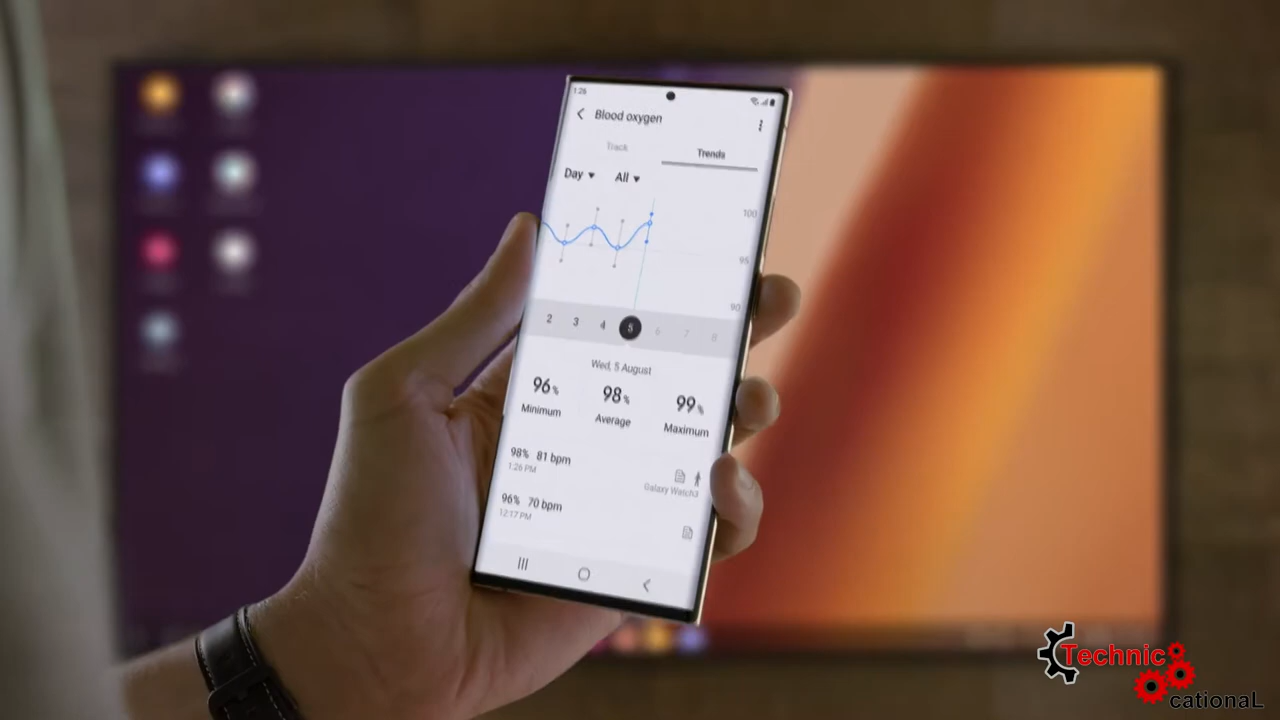 1:26
Blood oxygen
Track
Trends
Day ▼ All ▼
100
95
90
2 3 4 5 6 7 8
Wed, 5 August
96% 98% 99%
Minimum Average Maximum
98% 81 bpm
1:26 PM
Galaxy Watch3
96% 70 bpm
12:17 PM
Technic
cationaL